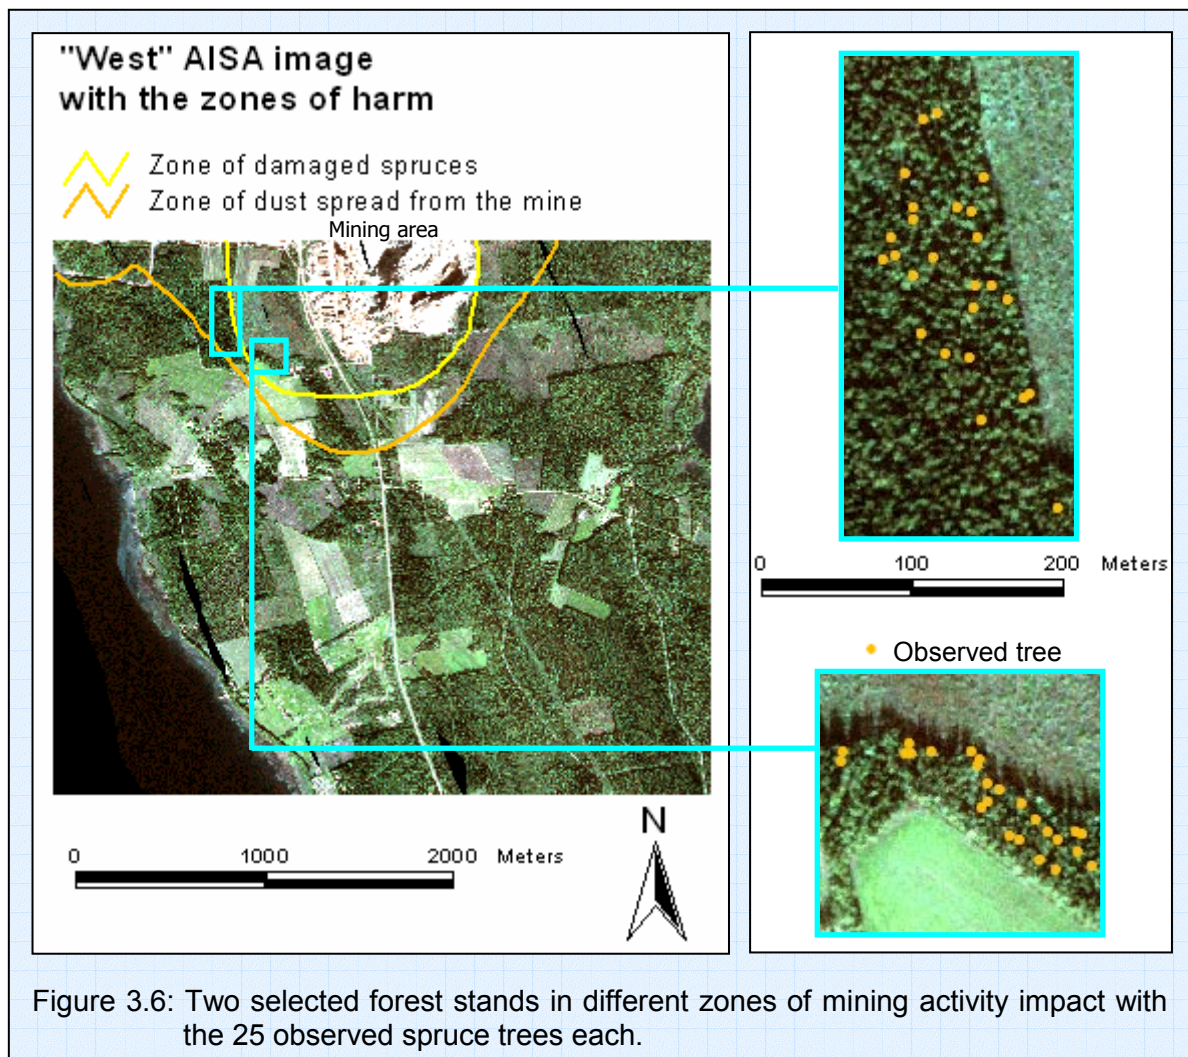 "West" AISA image
with the zones of harm
Zone of damaged spruces
Zone of dust spread from the mine
Mining area
0 1000 2000 Meters
N
0 100 200 Meters
Observed tree
Figure 3.6: Two selected forest stands in different zones of mining activity impact with
the 25 observed spruce trees each.